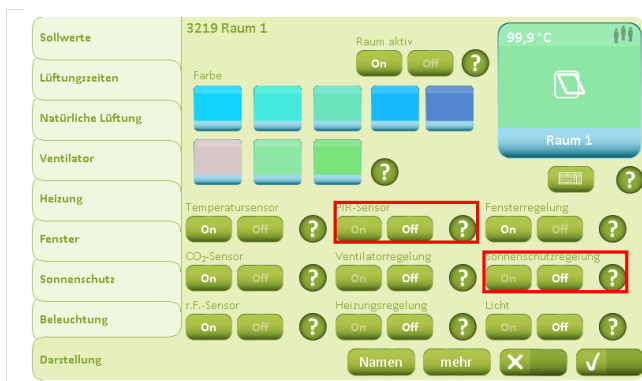 Sollwerte
Lüftungszeiten
Natürliche Lüftung
Ventilator
Heizung
Fenster
Sonnenschutz
Beleuchtung
Darstellung
3219 Raum 1
Raum aktiv
On Off ?
Farbe
?
99,9 °C
Raum 1
?
Temperatursensor PIR-Sensor Fensterregelung
On Off ? On Off ? On Off ?
CO₂-Sensor Ventilatorregelung Sonnenschutzregelung
On Off ? On Off ? On Off ?
r.F.-Sensor Heizungsregelung Licht
On Off ? On Off ? On Off ?
Namen mehr